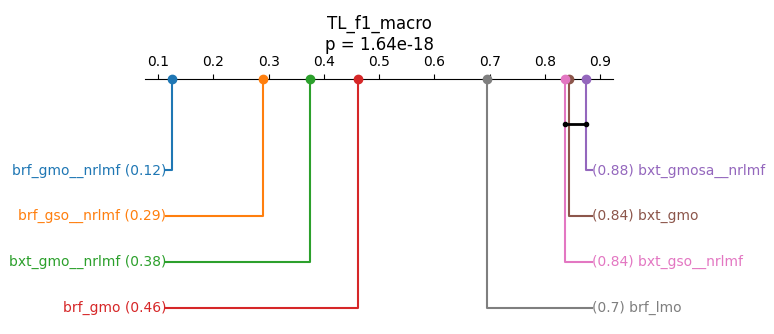 TL_f1_macro
p = 1.64e-18
0.1 0.2 0.3 0.4 0.5 0.6 0.7 0.8 0.9
brf_gmo__nrlmf (0.12)
(0.88) bxt_gmosa__nrlmf
brf_gso__nrlmf (0.29)
(0.84) bxt_gmo
bxt_gmo__nrlmf (0.38)
(0.84) bxt_gso__nrlmf
brf_gmo (0.46)
(0.7) brf_lmo